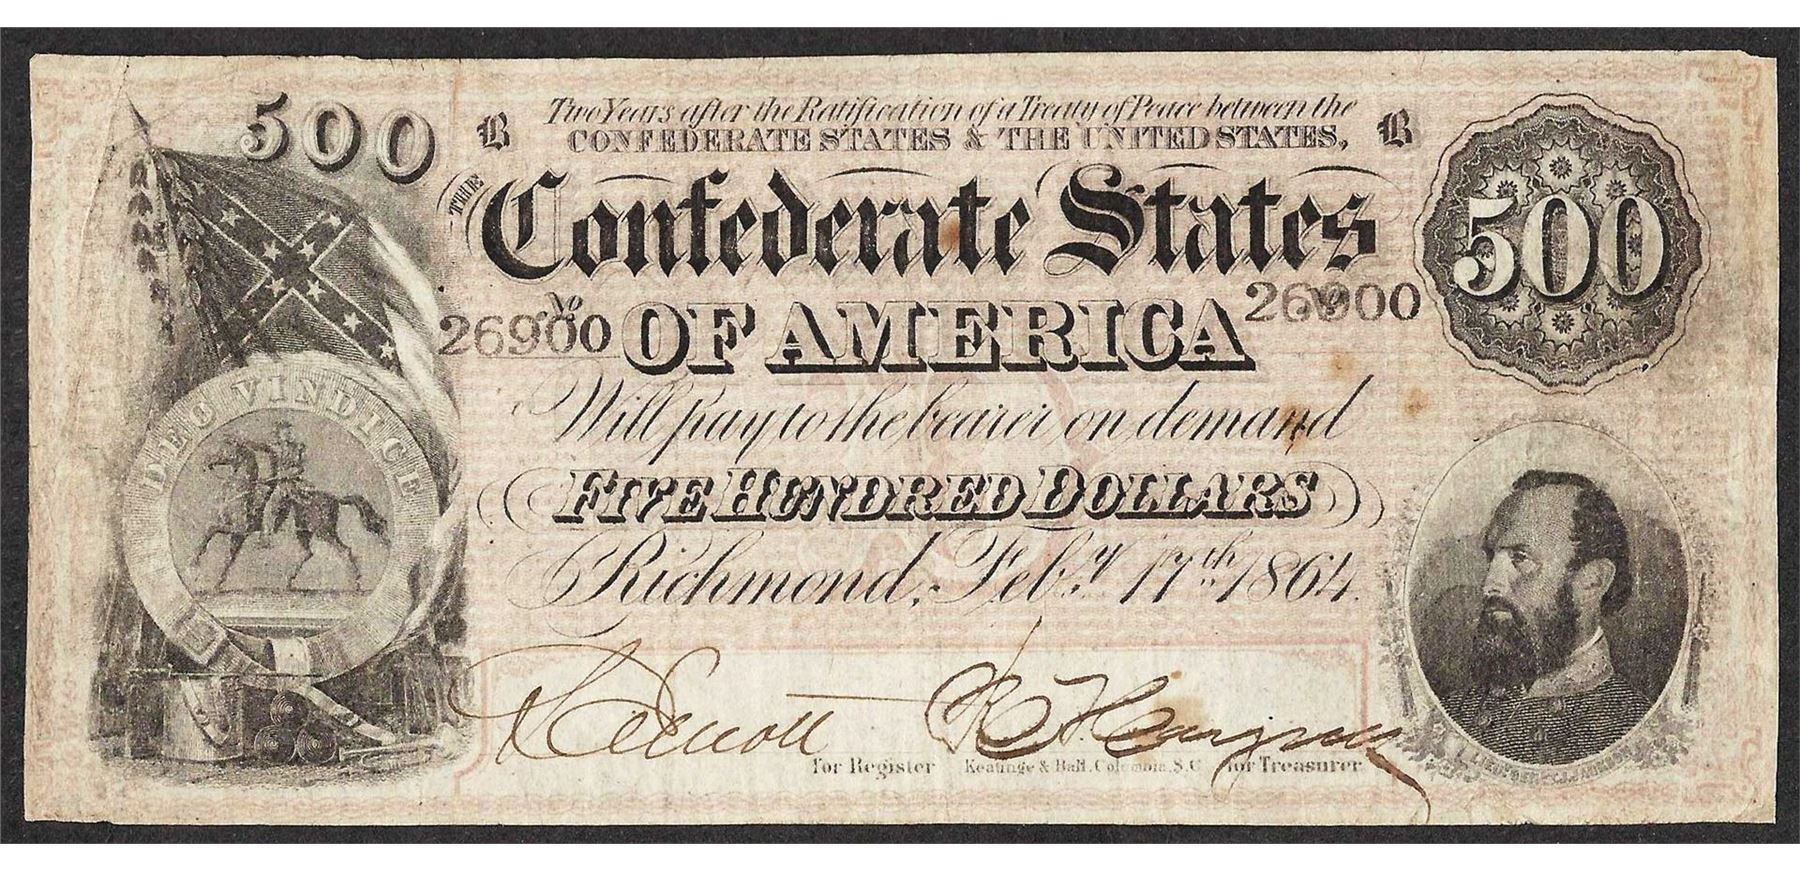 500
B Two Years after the Ratification of a Treaty of Peace between the B
CONFEDERATE STATES & THE UNITED STATES,
THE Confederate States
500
No 26900 OF AMERICA No 26900
DEO VINDICE
Will pay to the bearer on demand
FIVE HUNDRED DOLLARS
Richmond, Feby. 17th 1864.
for Register Keatinge & Ball, Columbia, S.C. for Treasurer